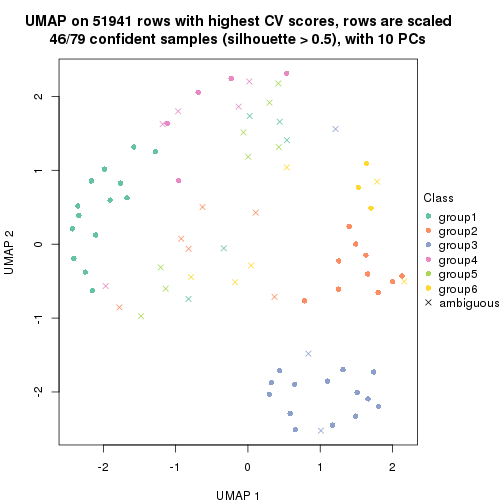 UMAP on 51941 rows with highest CV scores, rows are scaled
46/79 confident samples (silhouette > 0.5), with 10 PCs
2
1
0
-1
-2
UMAP 2
-2
-1
0
1
2
UMAP 1
Class
group1
group2
group3
group4
group5
group6
ambiguous